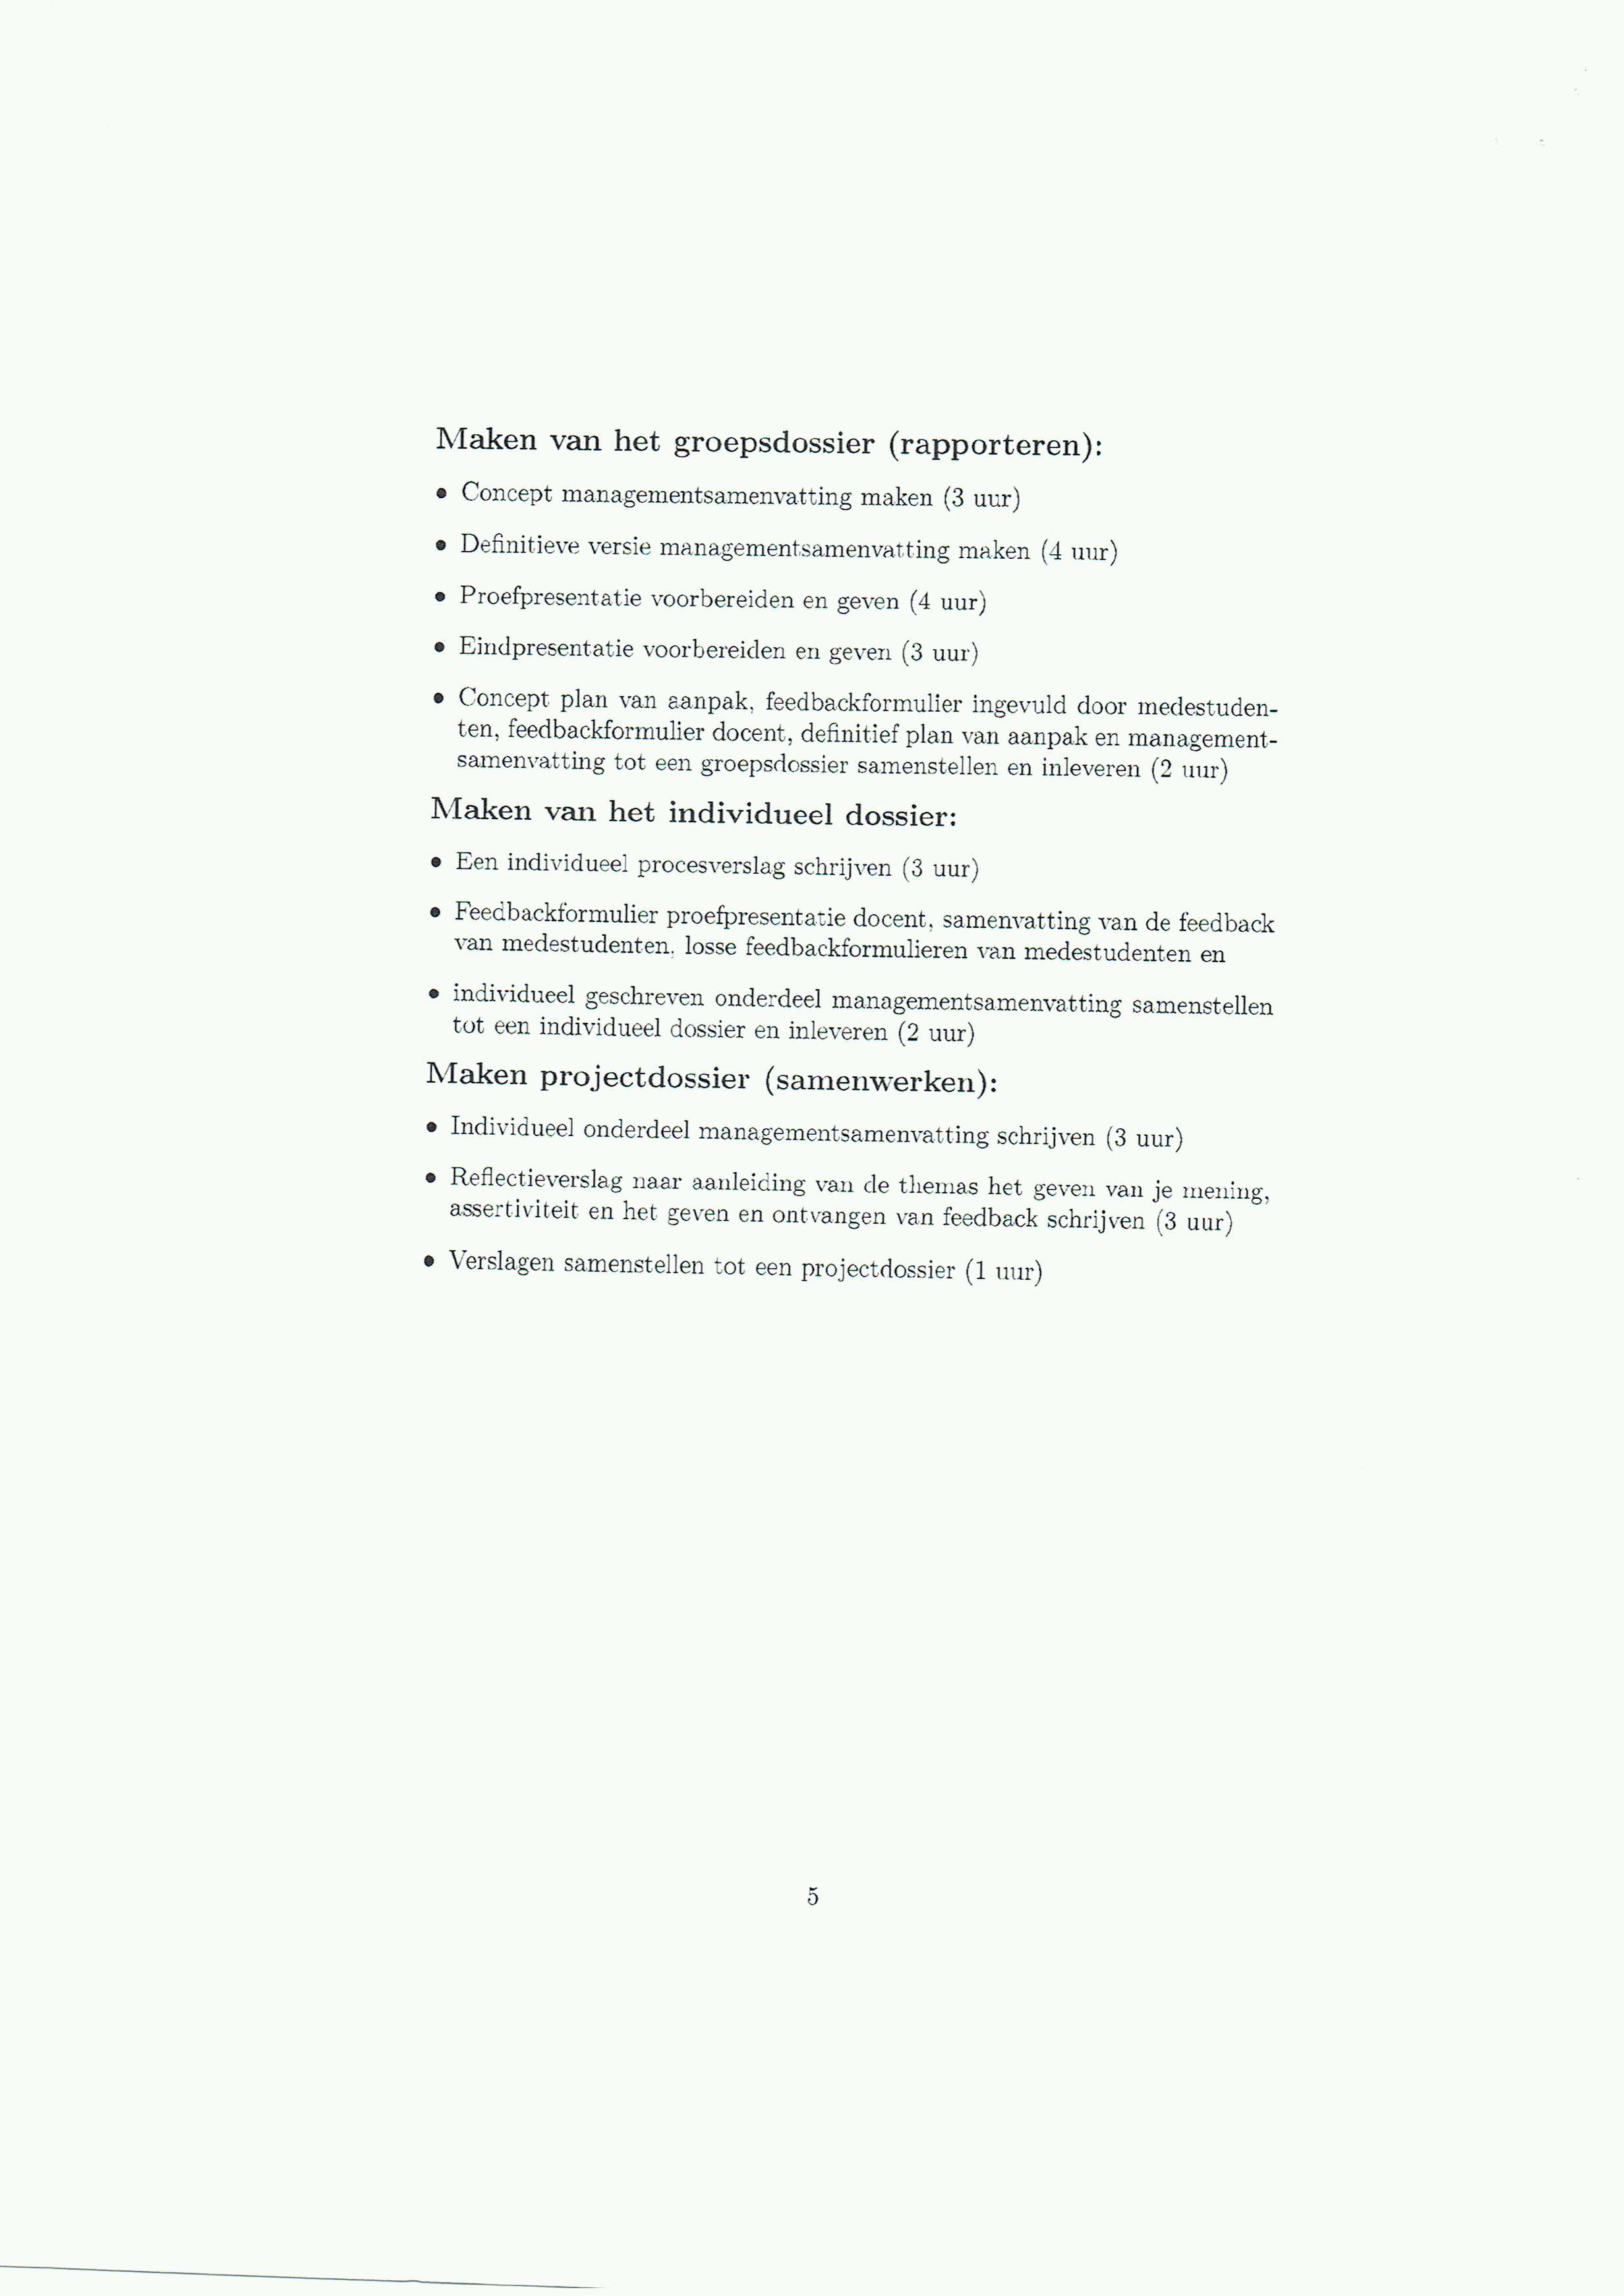 Maken van het groepsdossier (rapporteren):
• Concept managementsamenvatting maken (3 uur)
• Definitieve versie managementsamenvatting maken (4 uur)
• Proefpresentatie voorbereiden en geven (4 uur)
• Eindpresentatie voorbereiden en geven (3 uur)
• Concept plan van aanpak, feedbackformulier ingevuld door medestuden-
ten, feedbackformulier docent, definitief plan van aanpak en management-
samenvatting tot een groepsdossier samenstellen en inleveren (2 uur)
Maken van het individueel dossier:
• Een individueel procesverslag schrijven (3 uur)
• Feedbackformulier proefpresentatie docent, samenvatting van de feedback
van medestudenten, losse feedbackformulieren van medestudenten en
• individueel geschreven onderdeel managementsamenvatting samenstellen
tot een individueel dossier en inleveren (2 uur)
Maken projectdossier (samenwerken):
• Individueel onderdeel managementsamenvatting schrijven (3 uur)
• Reflectieverslag naar aanleiding van de themas het geven van je mening,
assertiviteit en het geven en ontvangen van feedback schrijven (3 uur)
• Verslagen samenstellen tot een projectdossier (1 uur)
5